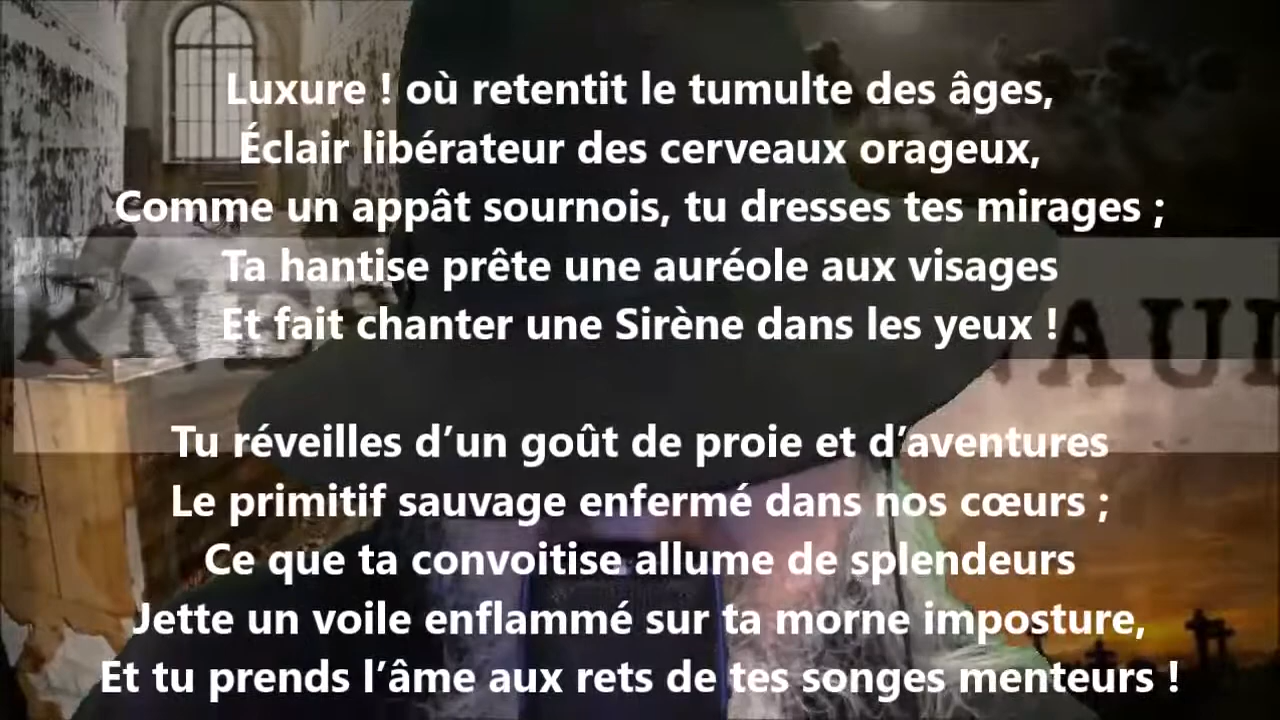 Luxure ! où retentit le tumulte des âges,
Éclair libérateur des cerveaux orageux,
Comme un appât sournois, tu dresses tes mirages ;
Ta hantise prête une auréole aux visages
Et fait chanter une Sirène dans les yeux !
Tu réveilles d’un goût de proie et d’aventures
Le primitif sauvage enfermé dans nos cœurs ;
Ce que ta convoitise allume de splendeurs
Jette un voile enflammé sur ta morne imposture,
Et tu prends l’âme aux rets de tes songes menteurs !